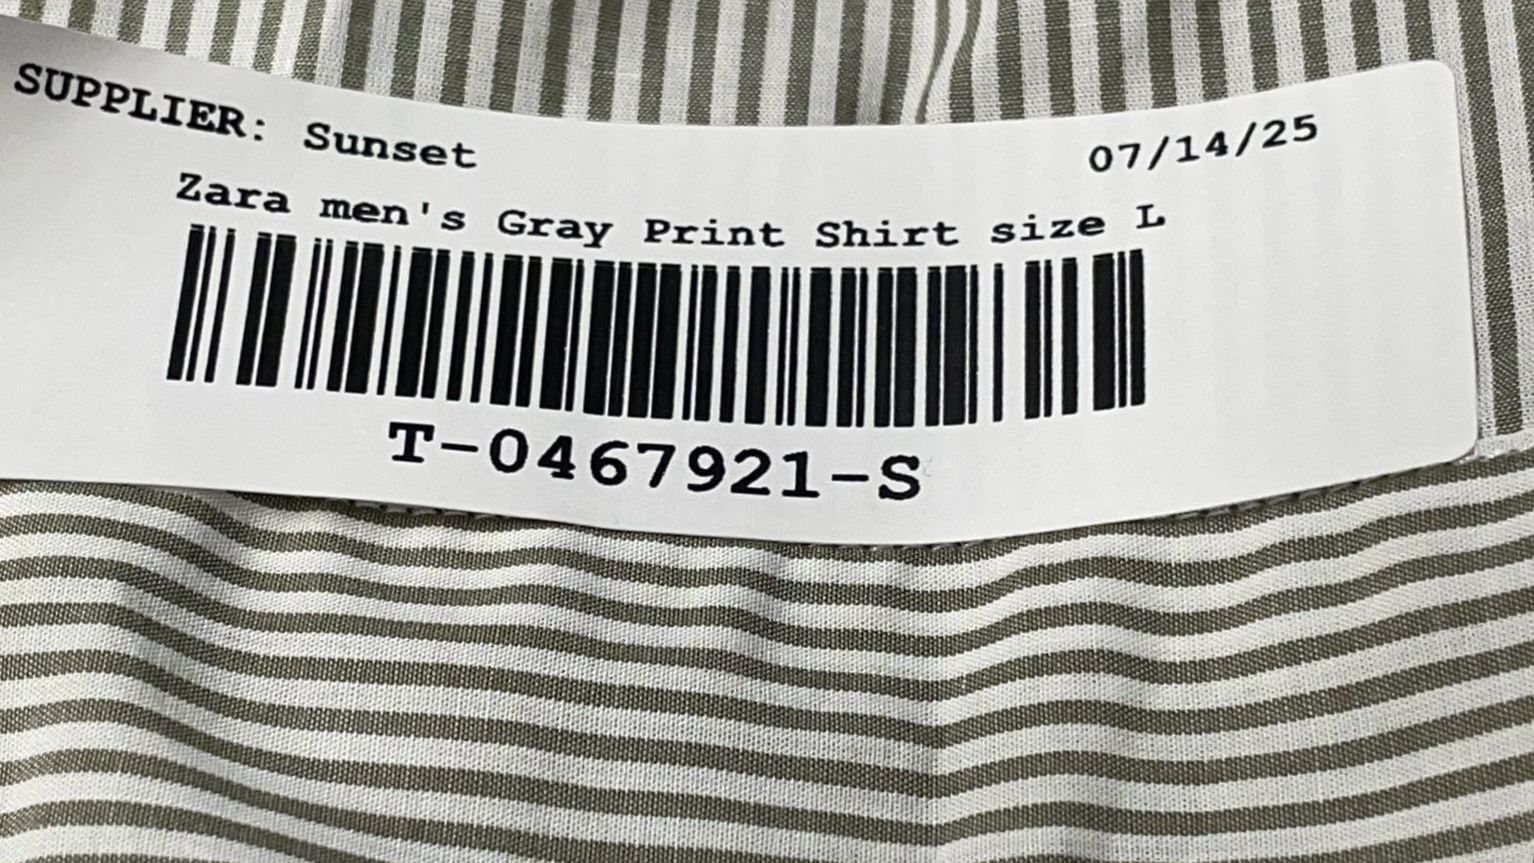 SUPPLIER: Sunset 07/14/25
Zara men's Gray Print Shirt size L
T-0467921-S